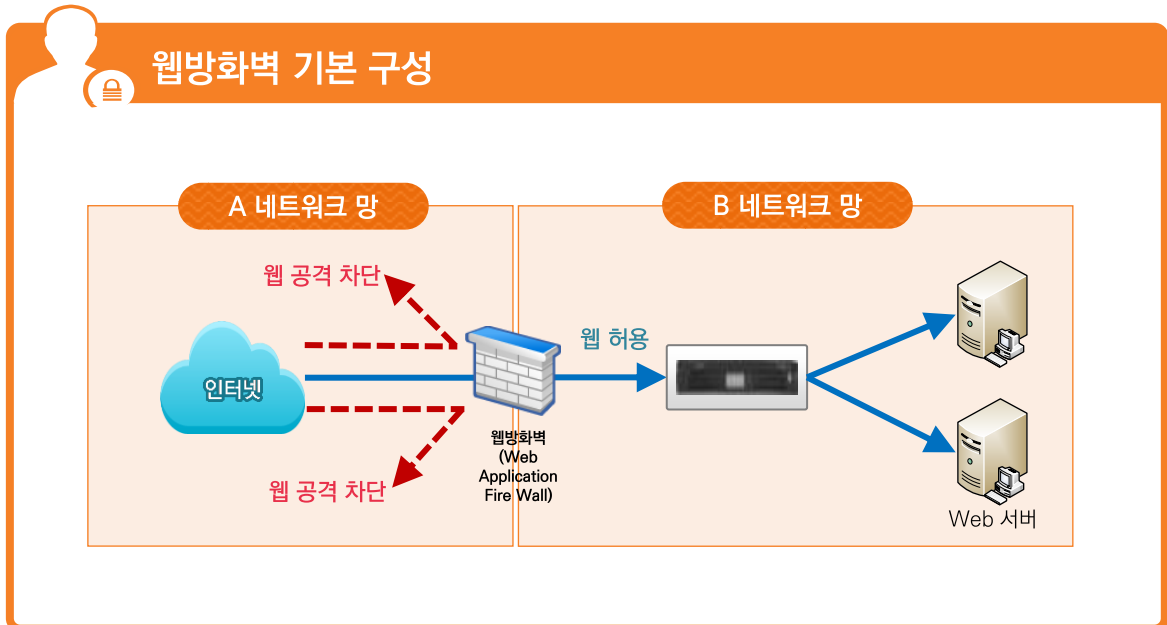 웹방화벽 기본 구성
A 네트워크 망
B 네트워크 망
웹 공격 차단
웹 허용
인터넷
웹방화벽
(Web
Application
Fire Wall)
웹 공격 차단
Web 서버